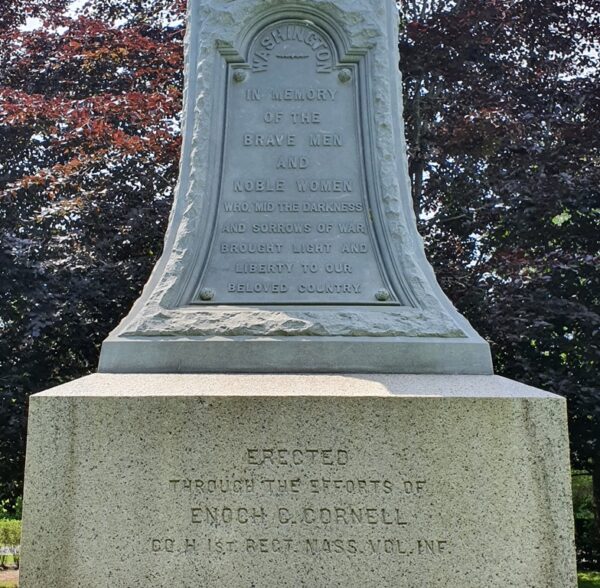 WASHINGTON
IN MEMORY
OF THE
BRAVE MEN
AND
NOBLE WOMEN
WHO, MID THE DARKNESS
AND SORROWS OF WAR,
BROUGHT LIGHT AND
LIBERTY TO OUR
BELOVED COUNTRY.
ERECTED
THROUGH THE EFFORTS OF
ENOCH C. CORNELL
CO. H 1ST. REGT. MASS. VOL. INF.